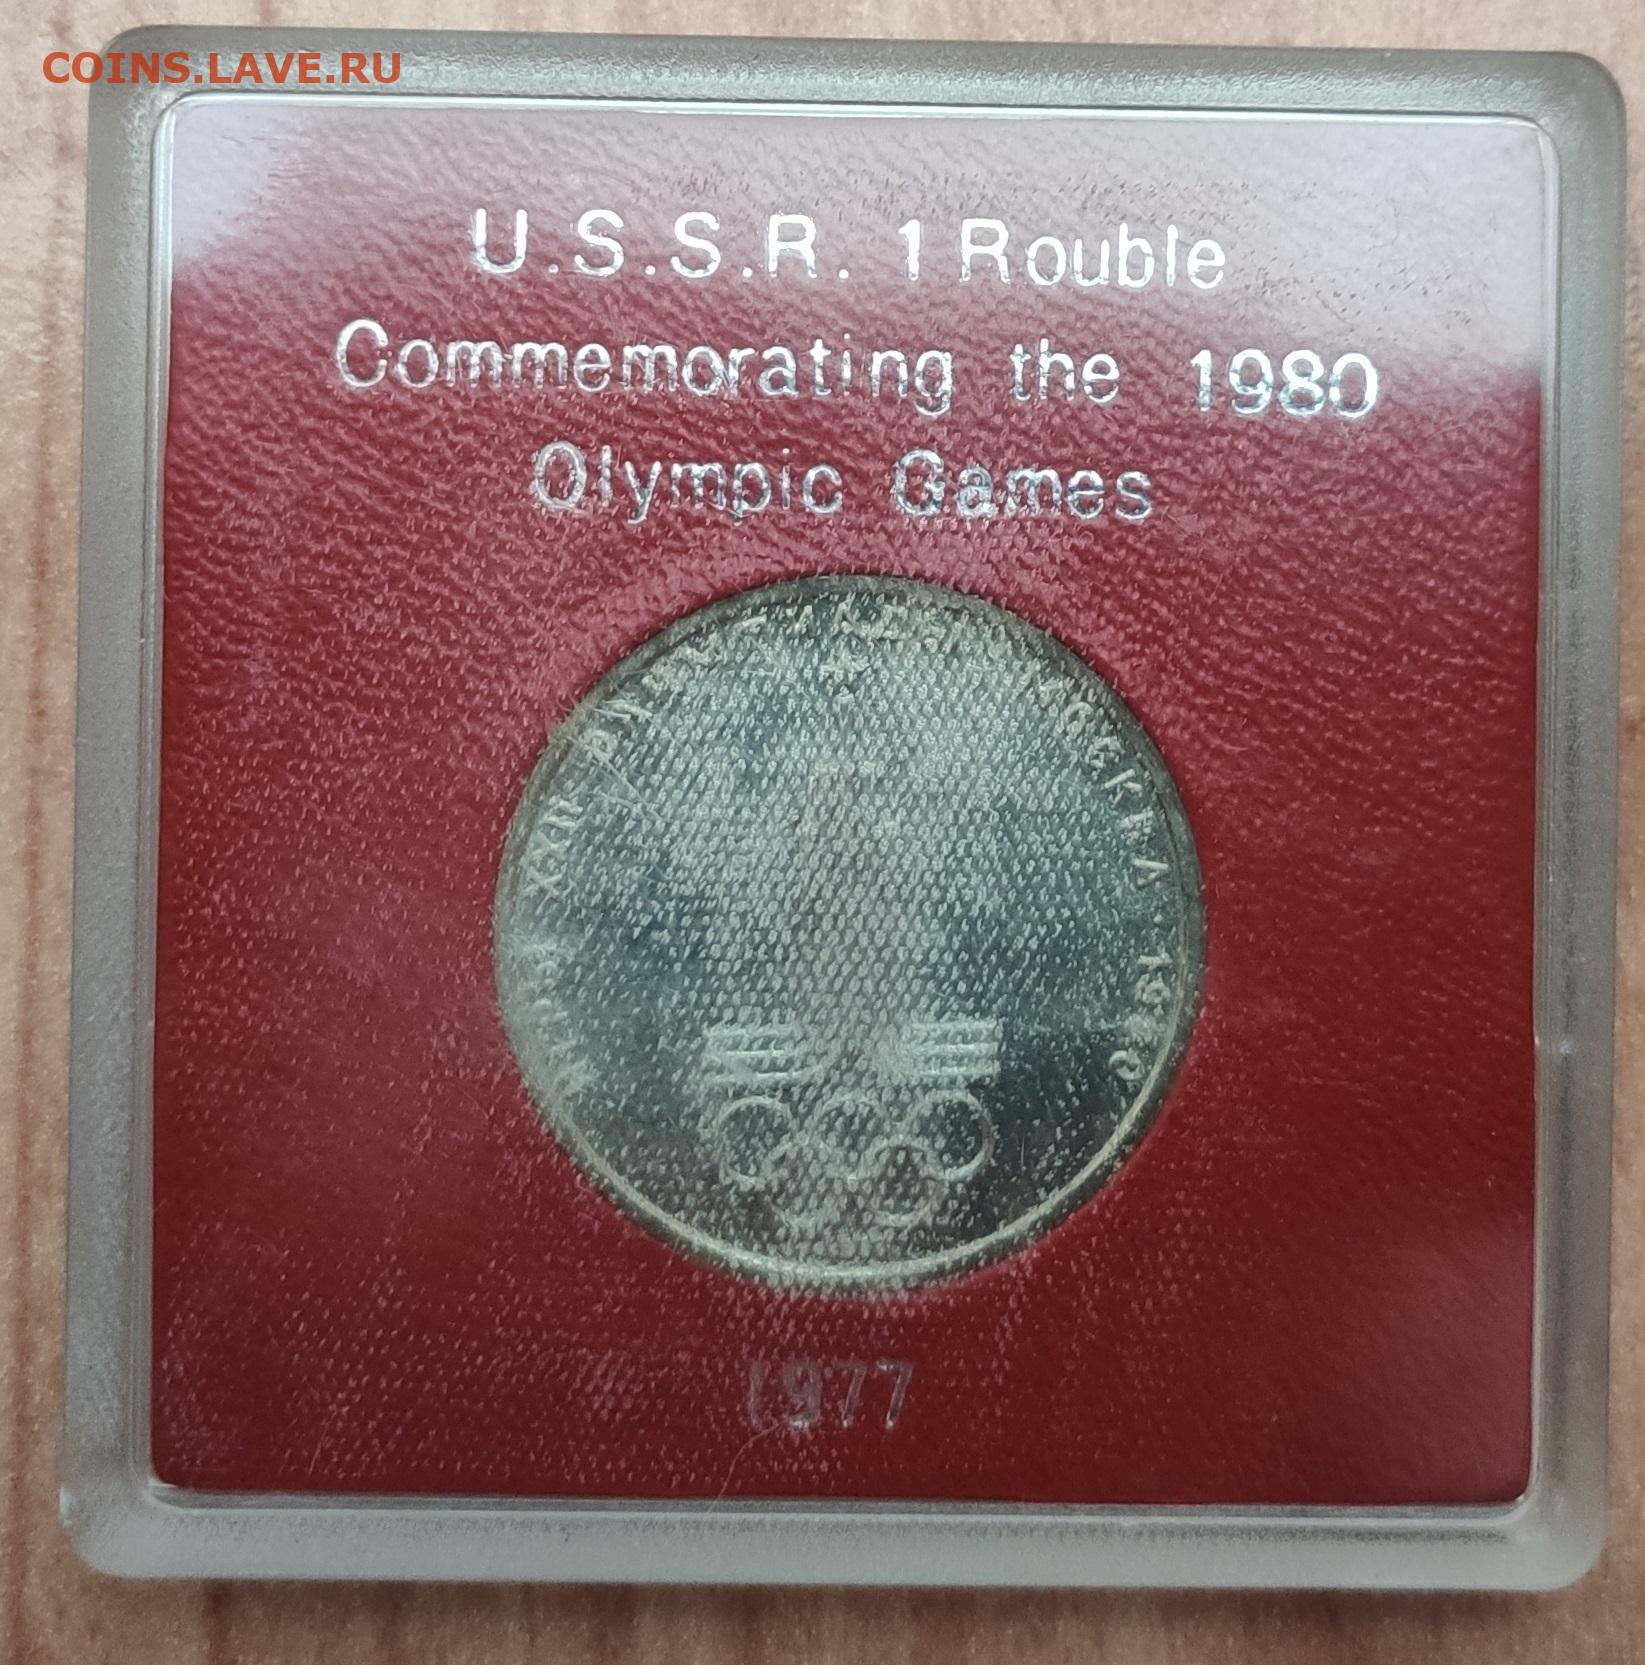 COINS.LAVE.RU
U.S.S.R. 1 Rouble
Commemorating the 1980
Olympic Games
1977